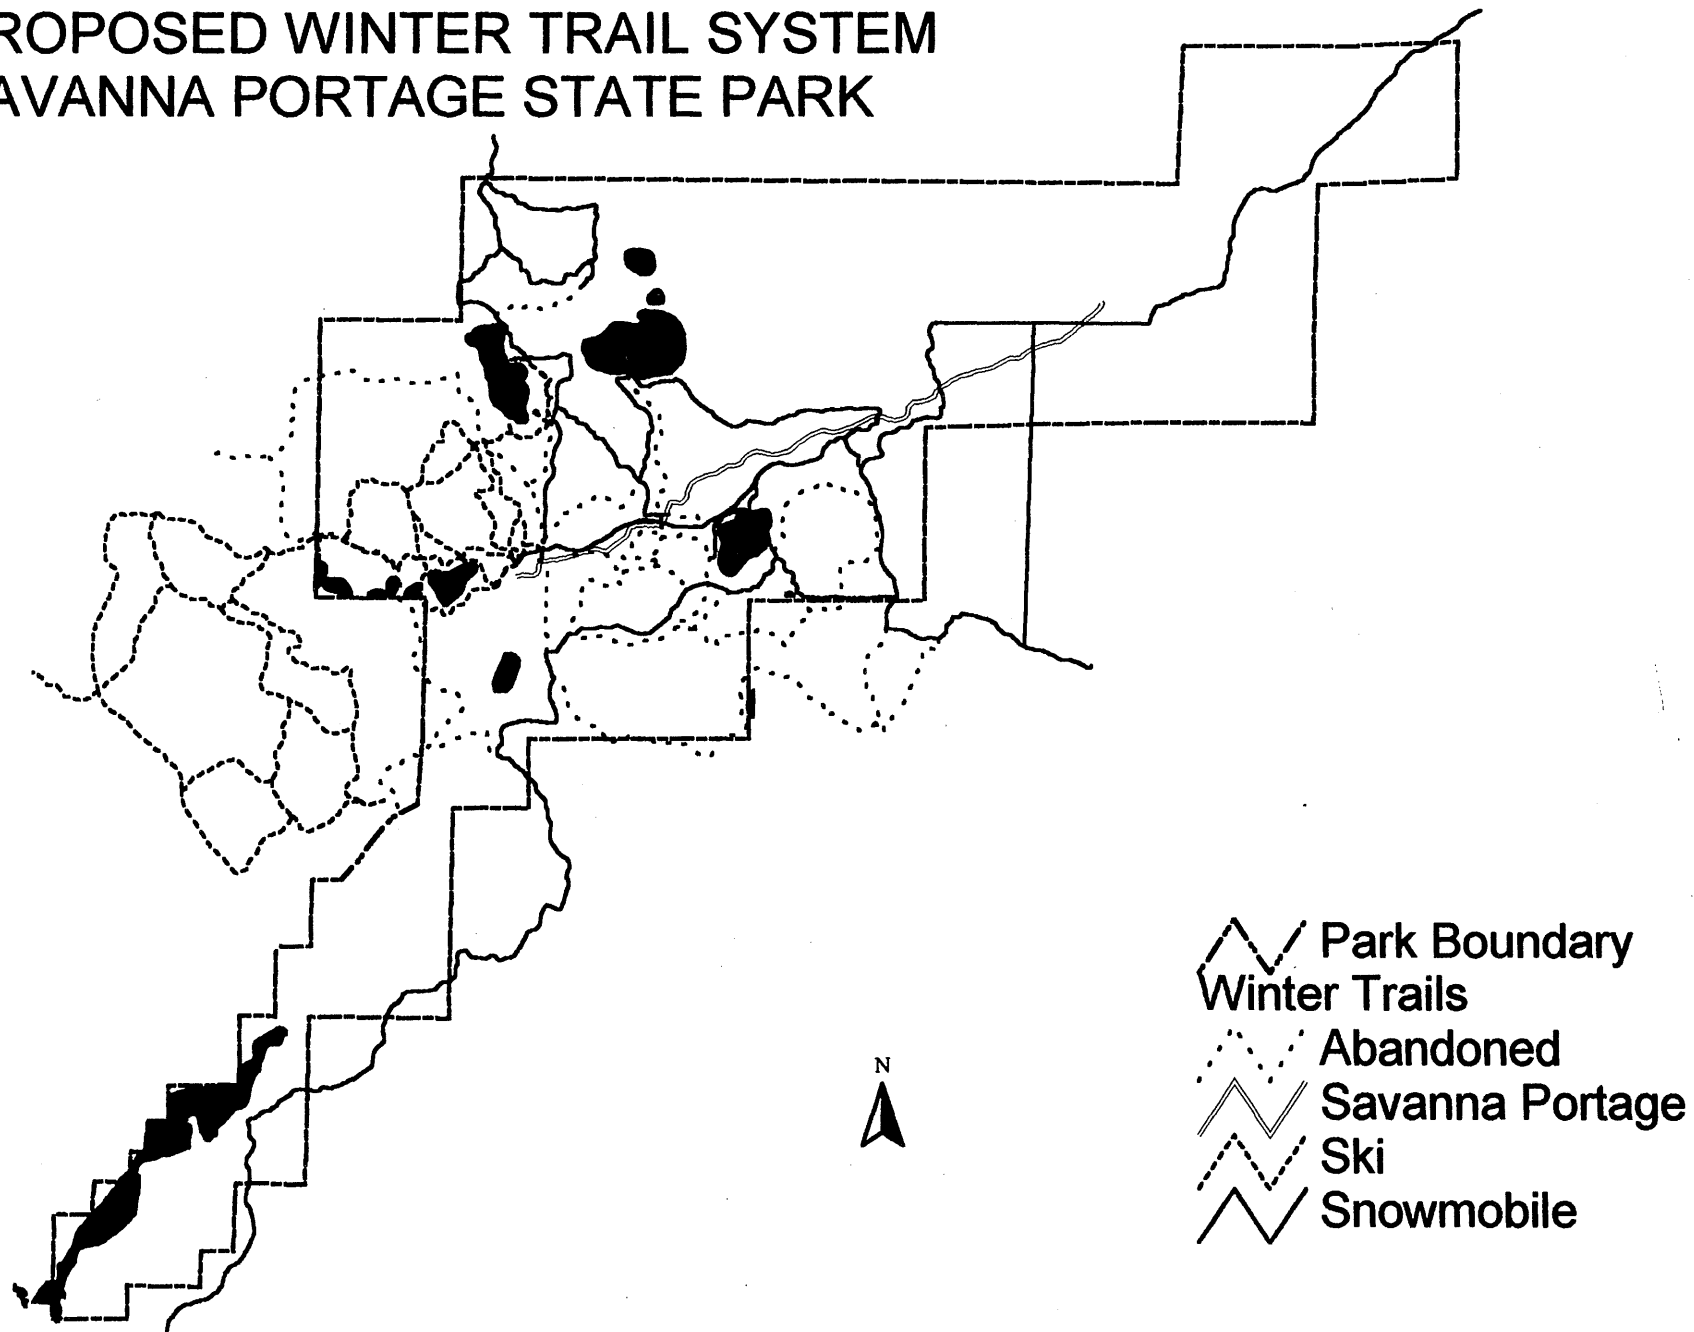 ROPOSED WINTER TRAIL SYSTEM
AVANNA PORTAGE STATE PARK
N
Park Boundary
Winter Trails
Abandoned
Savanna Portage
Ski
Snowmobile